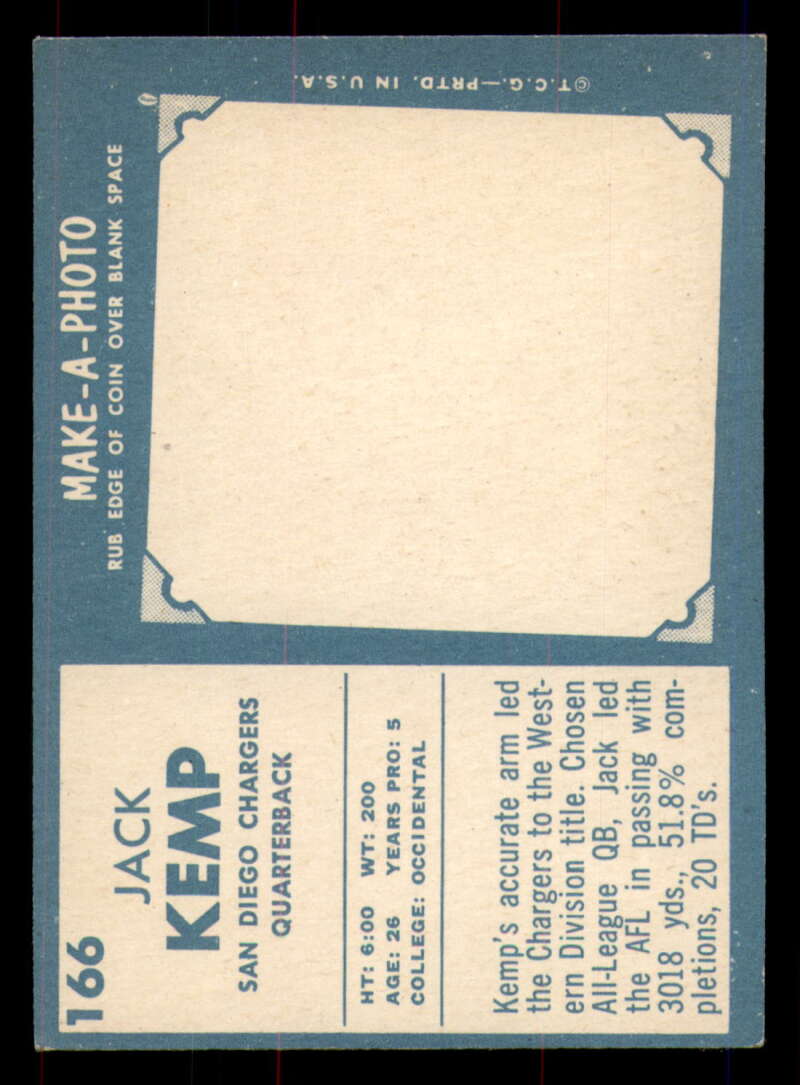 166
JACK
KEMP
SAN DIEGO CHARGERS
QUARTERBACK
HT: 6:00 WT: 200
AGE: 26 YEARS PRO: 5
COLLEGE: OCCIDENTAL
Kemp's accurate arm led
the Chargers to the West-
ern Division title. Chosen
All-League QB, Jack led
the AFL in passing with
3018 yds., 51.8% com-
pletions, 20 TD's.
MAKE-A-PHOTO
RUB EDGE OF COIN OVER BLANK SPACE
©T.C.G.—PRTD. IN U.S.A.